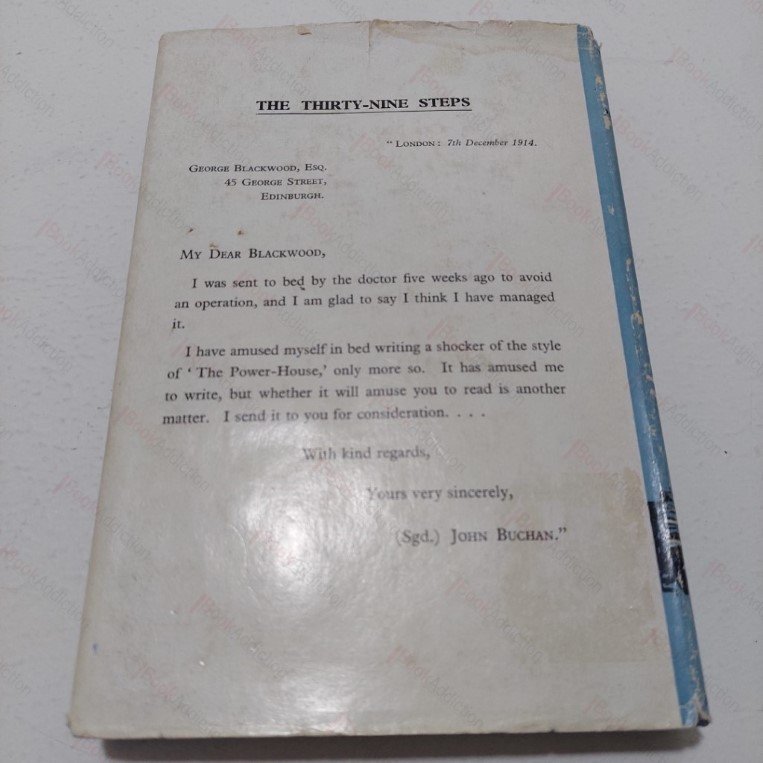 THE THIRTY-NINE STEPS
"LONDON: 7th December 1914.
GEORGE BLACKWOOD, ESQ.
45 GEORGE STREET,
EDINBURGH.
MY DEAR BLACKWOOD,
I was sent to bed by the doctor five weeks ago to avoid
an operation, and I am glad to say I think I have managed
it.
I have amused myself in bed writing a shocker of the style
of ' The Power-House,' only more so. It has amused me
to write, but whether it will amuse you to read is another
matter. I send it to you for consideration. . . .
With kind regards,
Yours very sincerely,
(Sgd.) JOHN BUCHAN."
BookAddiction